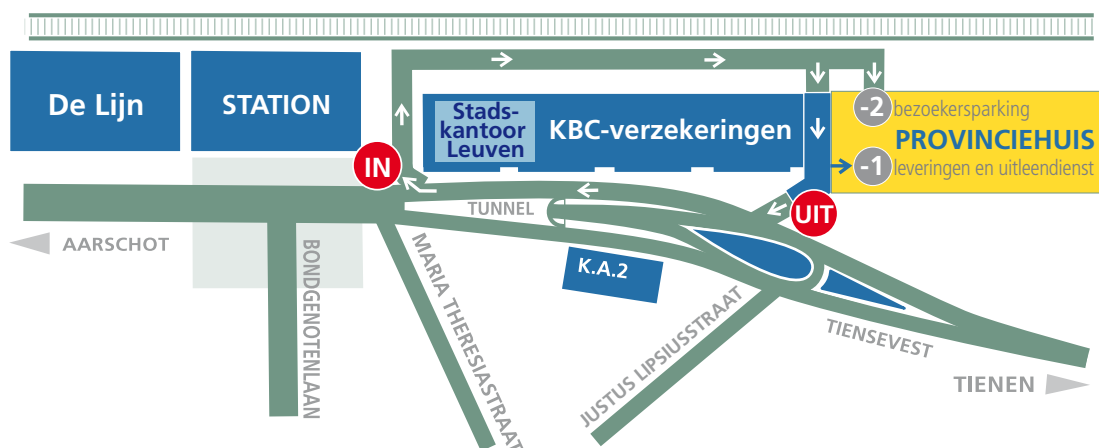 De Lijn
STATION
Stads-
kantoor
Leuven
KBC-verzekeringen
-2
bezoekersparking
PROVINCIEHUIS
-1
leveringen en uitleendienst
IN
UIT
TUNNEL
AARSCHOT
BONDGENOTENLAAN
MARIA THERESIASTRAAT
K.A.2
JUSTUS LIPSIUSSTRAAT
TIENSEVEST
TIENEN